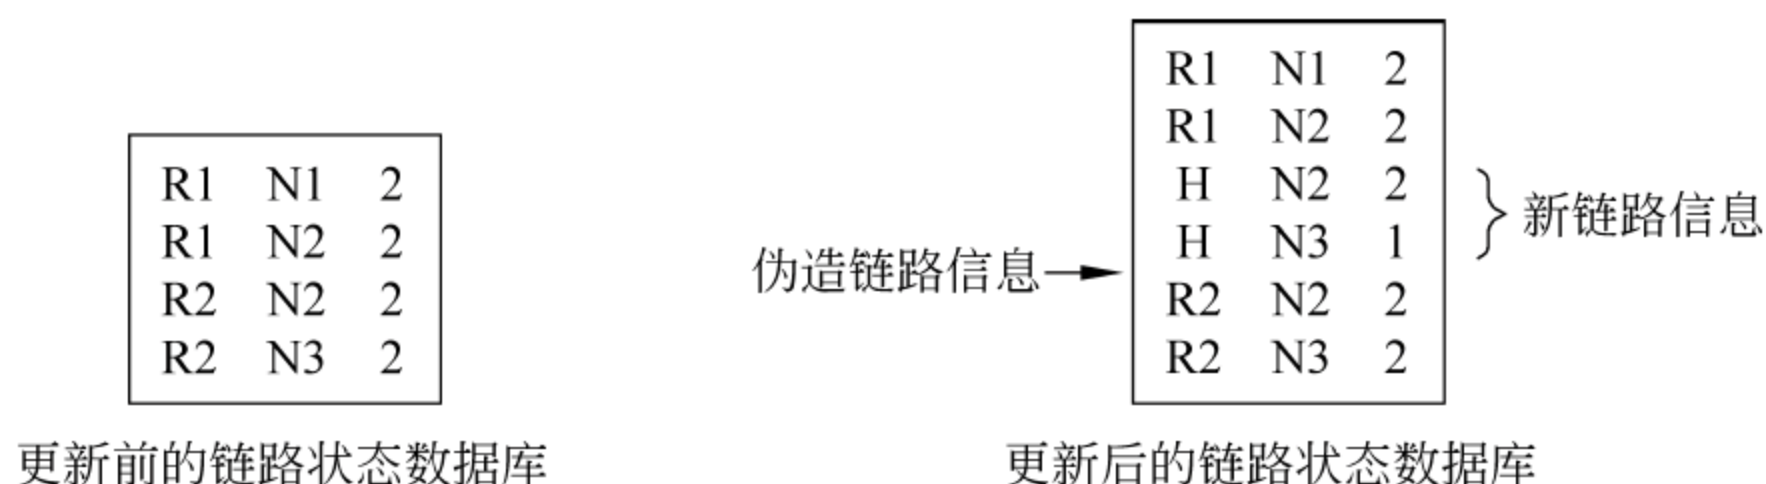 R1 N1 2
R1 N2 2
R2 N2 2
R2 N3 2
更新前的链路状态数据库
伪造链路信息
R1 N1 2
R1 N2 2
H N2 2
H N3 1
R2 N2 2
R2 N3 2
新链路信息
更新后的链路状态数据库